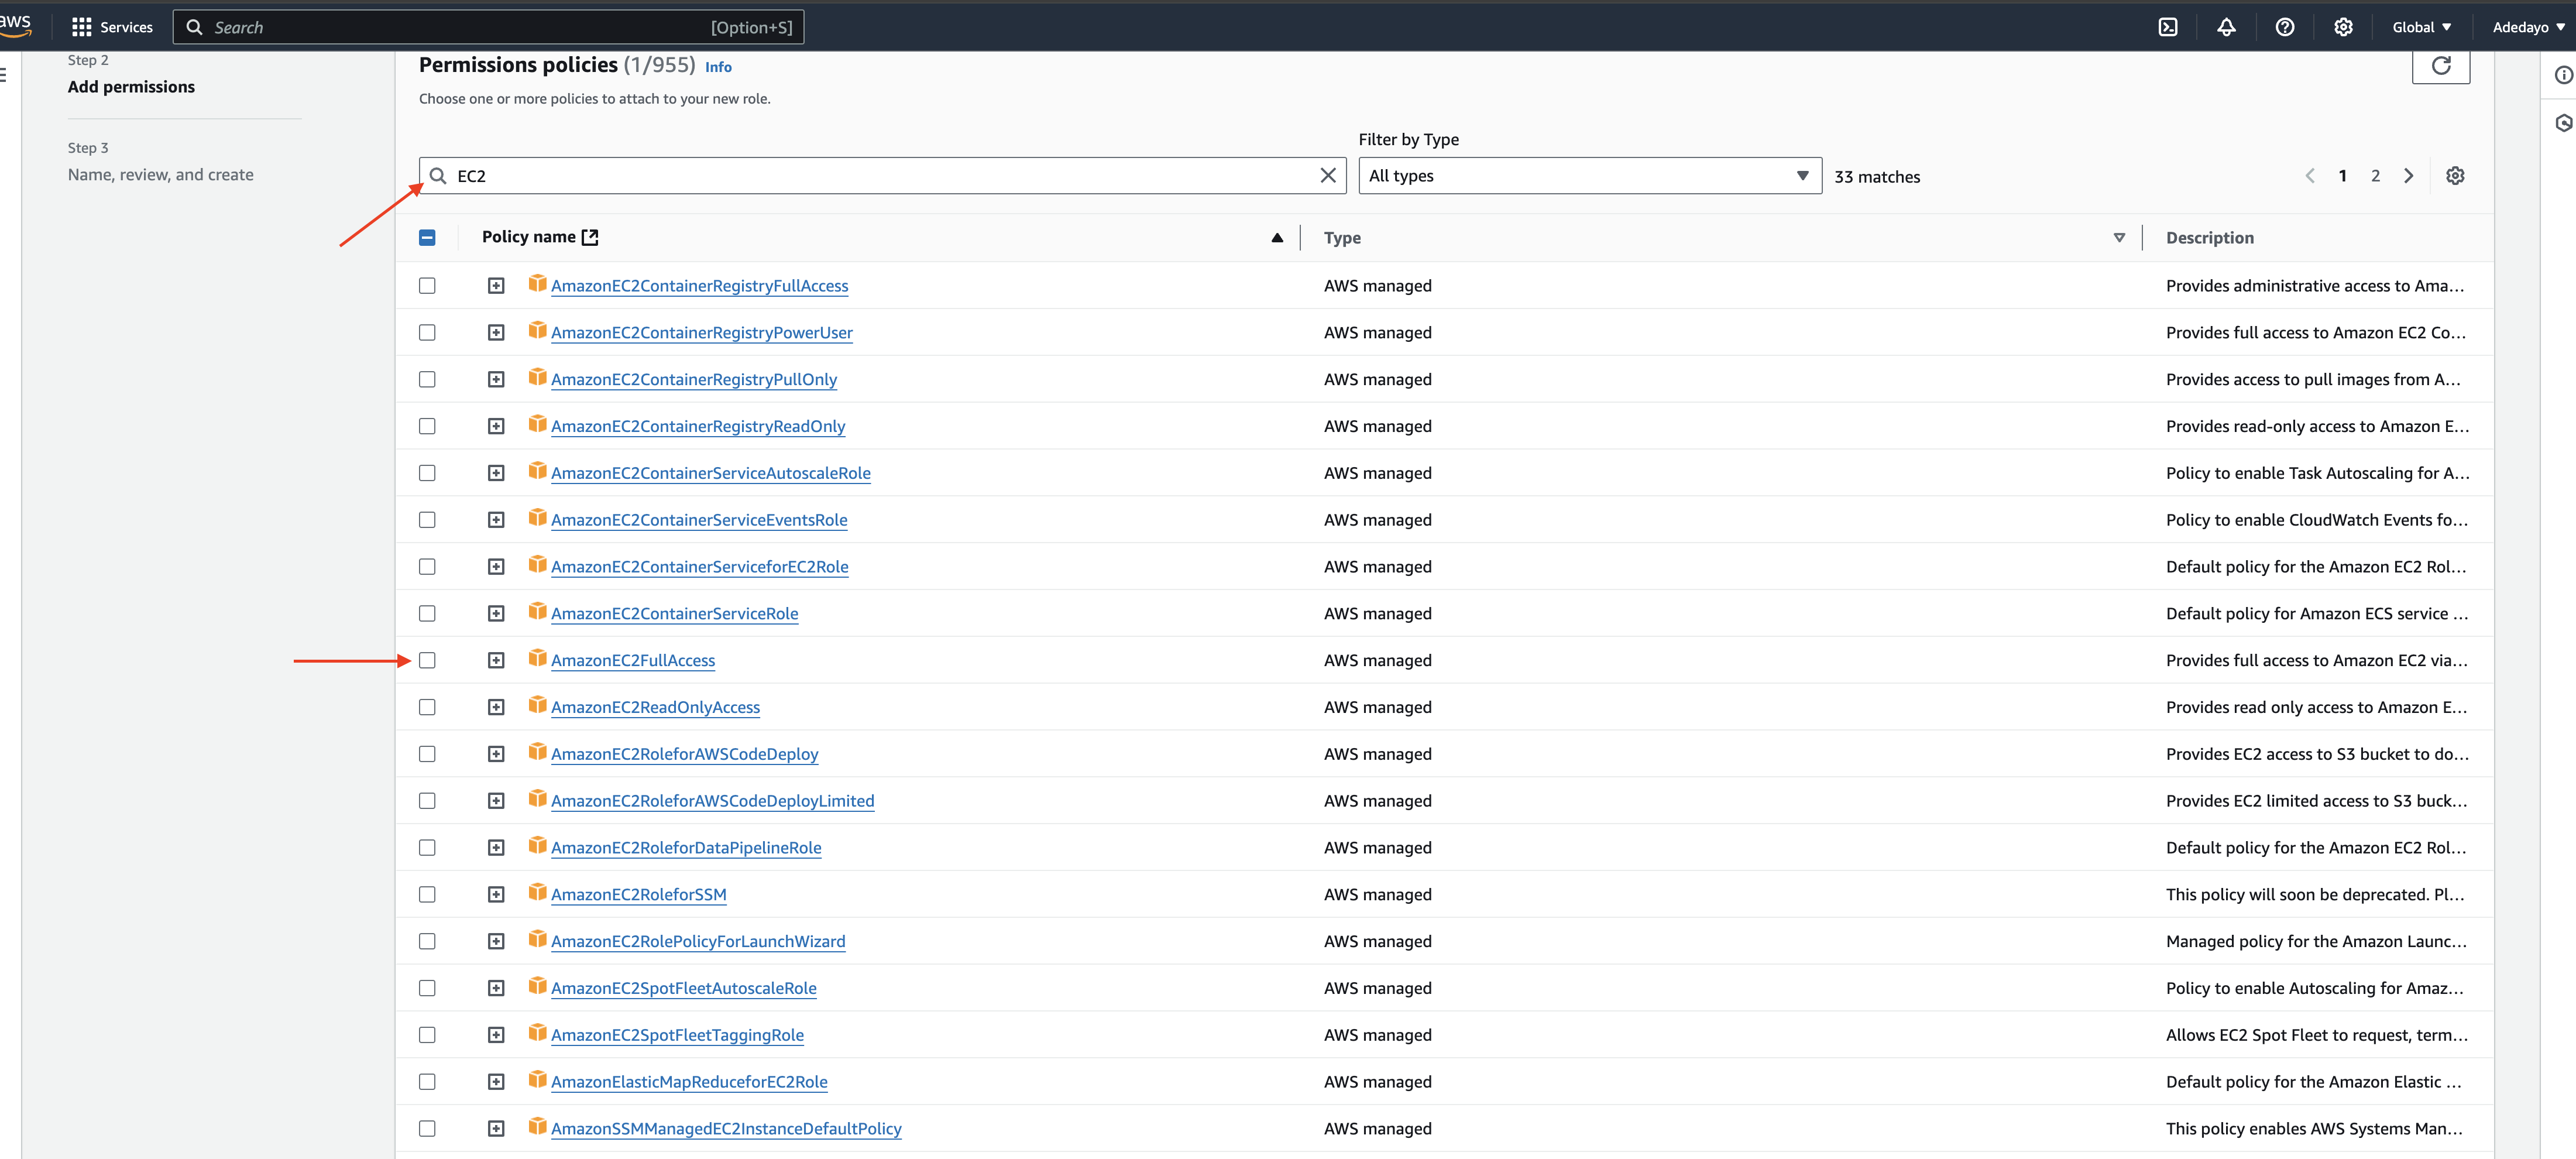 aws Services Search [Option+S] Global Adedayo
Step 2
Add permissions
Step 3
Name, review, and create
Permissions policies (1/955) Info
Choose one or more policies to attach to your new role.
Filter by Type
EC2 All types 33 matches 1 2
Policy name Type Description
AmazonEC2ContainerRegistryFullAccess AWS managed Provides administrative access to Ama...
AmazonEC2ContainerRegistryPowerUser AWS managed Provides full access to Amazon EC2 Co...
AmazonEC2ContainerRegistryPullOnly AWS managed Provides access to pull images from A...
AmazonEC2ContainerRegistryReadOnly AWS managed Provides read-only access to Amazon E...
AmazonEC2ContainerServiceAutoscaleRole AWS managed Policy to enable Task Autoscaling for A...
AmazonEC2ContainerServiceEventsRole AWS managed Policy to enable CloudWatch Events fo...
AmazonEC2ContainerServiceforEC2Role AWS managed Default policy for the Amazon EC2 Rol...
AmazonEC2ContainerServiceRole AWS managed Default policy for Amazon ECS service ...
AmazonEC2FullAccess AWS managed Provides full access to Amazon EC2 via...
AmazonEC2ReadOnlyAccess AWS managed Provides read only access to Amazon E...
AmazonEC2RoleforAWSCodeDeploy AWS managed Provides EC2 access to S3 bucket to do...
AmazonEC2RoleforAWSCodeDeployLimited AWS managed Provides EC2 limited access to S3 buck...
AmazonEC2RoleforDataPipelineRole AWS managed Default policy for the Amazon EC2 Rol...
AmazonEC2RoleforSSM AWS managed This policy will soon be deprecated. Pl...
AmazonEC2RolePolicyForLaunchWizard AWS managed Managed policy for the Amazon Launc...
AmazonEC2SpotFleetAutoscaleRole AWS managed Policy to enable Autoscaling for Amaz...
AmazonEC2SpotFleetTaggingRole AWS managed Allows EC2 Spot Fleet to request, term...
AmazonElasticMapReduceforEC2Role AWS managed Default policy for the Amazon Elastic ...
AmazonSSMManagedEC2InstanceDefaultPolicy AWS managed This policy enables AWS Systems Man...